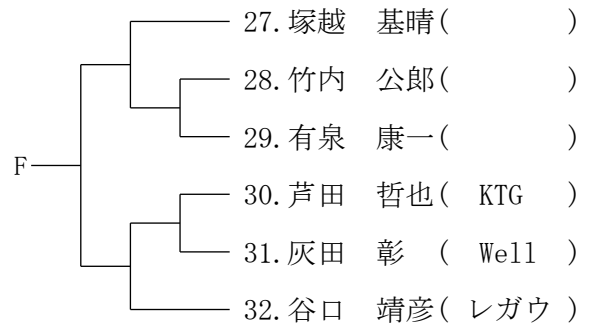 27.塚越　基晴(　　　　)
28.竹内　公郎(　　　　)
29.有泉　康一(　　　　)
F
30.芦田　哲也(　KTG　)
31.灰田　彰　(　Well　)
32.谷口　靖彦( レガウ )